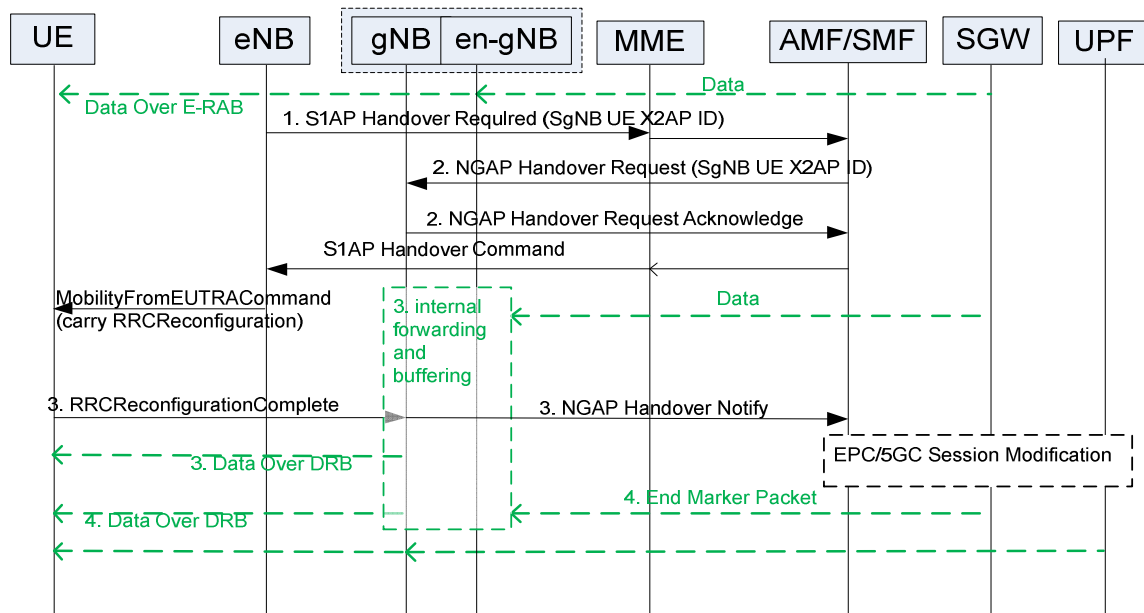 UE
eNB
gNB
en-gNB
MME
AMF/SMF
SGW
UPF
Data
Data Over E-RAB
1. S1AP Handover RequIred (SgNB UE X2AP ID)
2. NGAP Handover Request (SgNB UE X2AP ID)
2. NGAP Handover Request Acknowledge
S1AP Handover Command
MobilityFromEUTRACommand
(carry RRCReconfiguration)
3. internal
forwarding
and
buffering
Data
3. RRCReconfigurationComplete
3. NGAP Handover Notify
3. Data Over DRB
EPC/5GC Session Modification
4. End Marker Packet
4. Data Over DRB